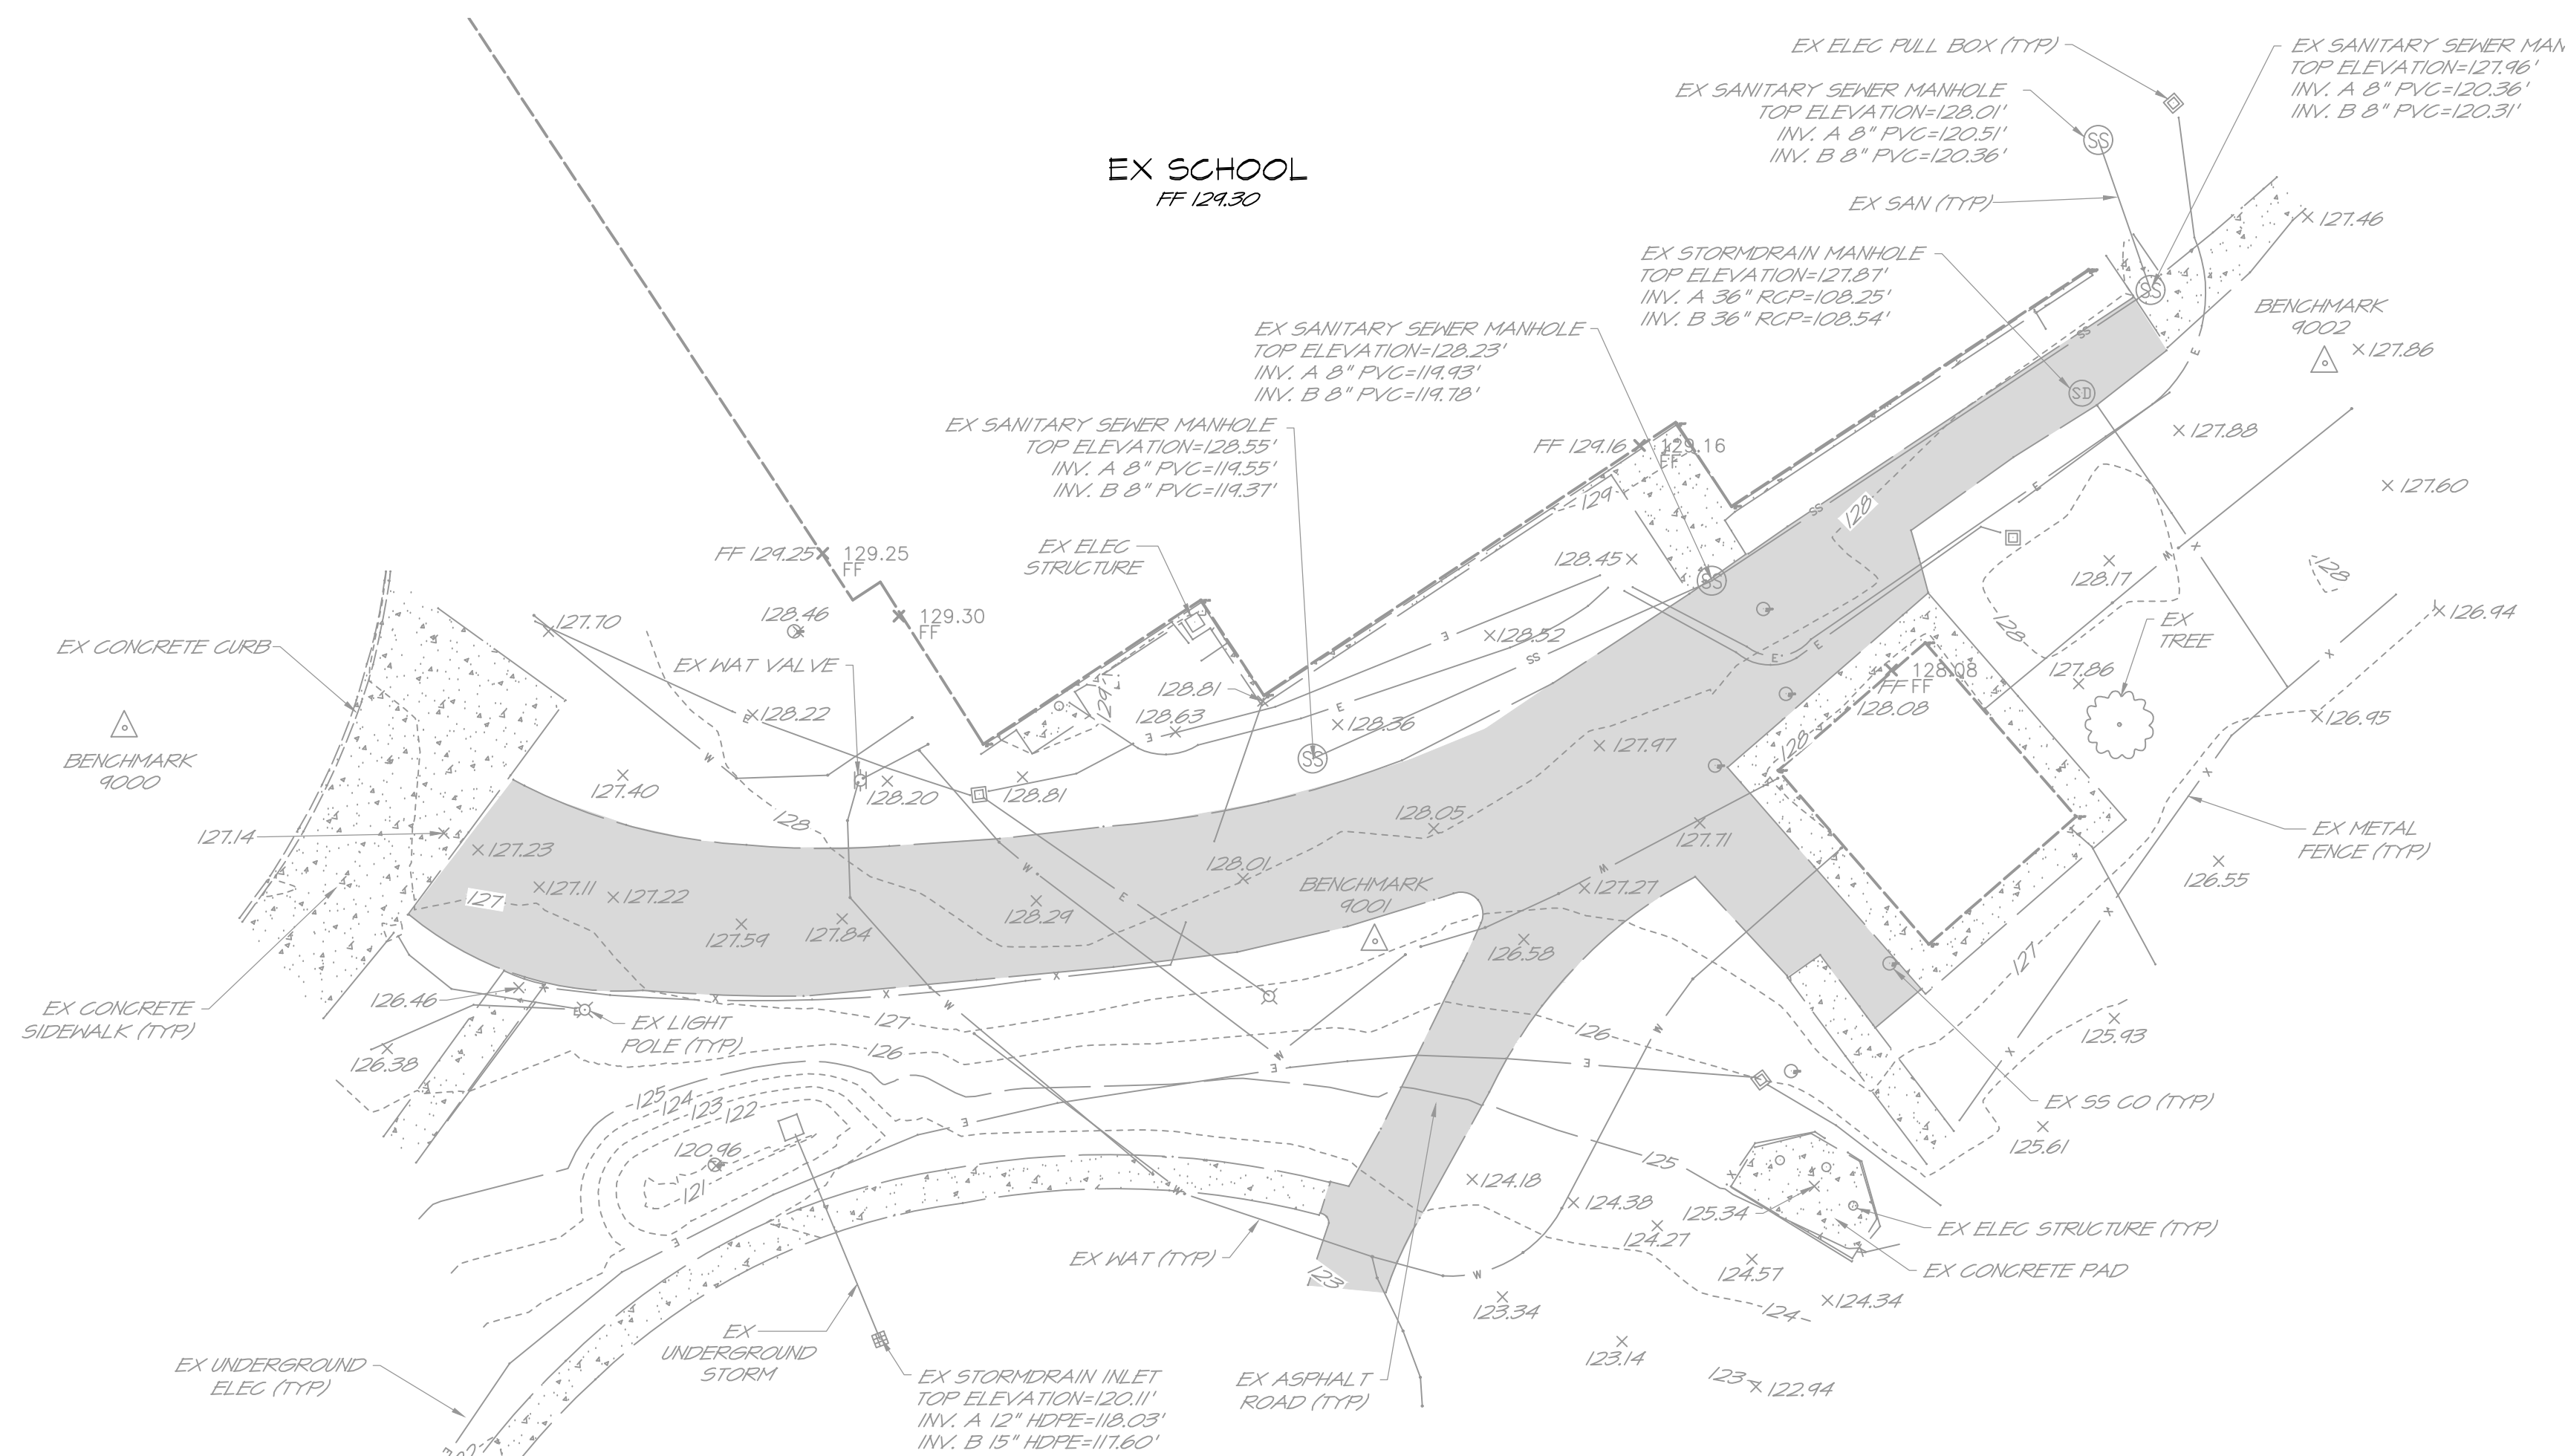 EX ELEC PULL BOX (TYP)
EX SANITARY SEWER MAN
TOP ELEVATION=127.96'
INV. A 8" PVC=120.36'
INV. B 8" PVC=120.31'
EX SANITARY SEWER MANHOLE
TOP ELEVATION=128.01'
INV. A 8" PVC=120.51'
INV. B 8" PVC=120.36'
SS
EX SCHOOL
FF 129.30
EX SAN (TYP)
127.46
EX STORMDRAIN MANHOLE
TOP ELEVATION=127.87'
INV. A 36" RCP=108.25'
INV. B 36" RCP=108.54'
SS
BENCHMARK
9002
127.86
EX SANITARY SEWER MANHOLE
TOP ELEVATION=128.23'
INV. A 8" PVC=119.93'
INV. B 8" PVC=119.78'
SS
E
SD
EX SANITARY SEWER MANHOLE
TOP ELEVATION=128.55'
INV. A 8" PVC=119.55'
INV. B 8" PVC=119.37'
FF 129.16
129.16
FF
127.88
127.60
129
SS
128
E
FF 129.25
129.25
FF
EX ELEC
STRUCTURE
128.45
SS
W
X
128.17
128
128
126.94
129.30
FF
128.46
127.70
EX CONCRETE CURB
EX WAT VALVE
E
128.52
SS
E
E
EX
TREE
127.86
X
128.08
FF
FF
128.08
128.81
129
128.63
E
E
128.36
SS
127.97
128
126.95
BENCHMARK
9000
128.22
E
W
127.40
128.20
128.81
128
128.05
127.71
X
EX METAL
FENCE (TYP)
127.14
127.23
127.11
127.22
127
127.59
127.84
W
E
128.29
128.01
BENCHMARK
9001
W
127.27
126.58
126.55
X
127
EX CONCRETE
SIDEWALK (TYP)
126.46
X
X
X
X
E
EX LIGHT
POLE (TYP)
127
126
W
W
E
E
W
126
X
125.93
126.38
125
124
123
122
120.96
121
E
E
W
125
EX SS CO (TYP)
125.61
124.18
124.38
124.27
125.34
X
EX ELEC STRUCTURE (TYP)
EX WAT (TYP)
W
123
124.57
EX CONCRETE PAD
123.34
124
124.34
EX
UNDERGROUND
STORM
123.14
123
122.94
EX UNDERGROUND
ELEC (TYP)
EX STORMDRAIN INLET
TOP ELEVATION=120.11'
INV. A 12" HDPE=118.03'
INV. B 15" HDPE=117.60'
EX ASPHALT
ROAD (TYP)
E